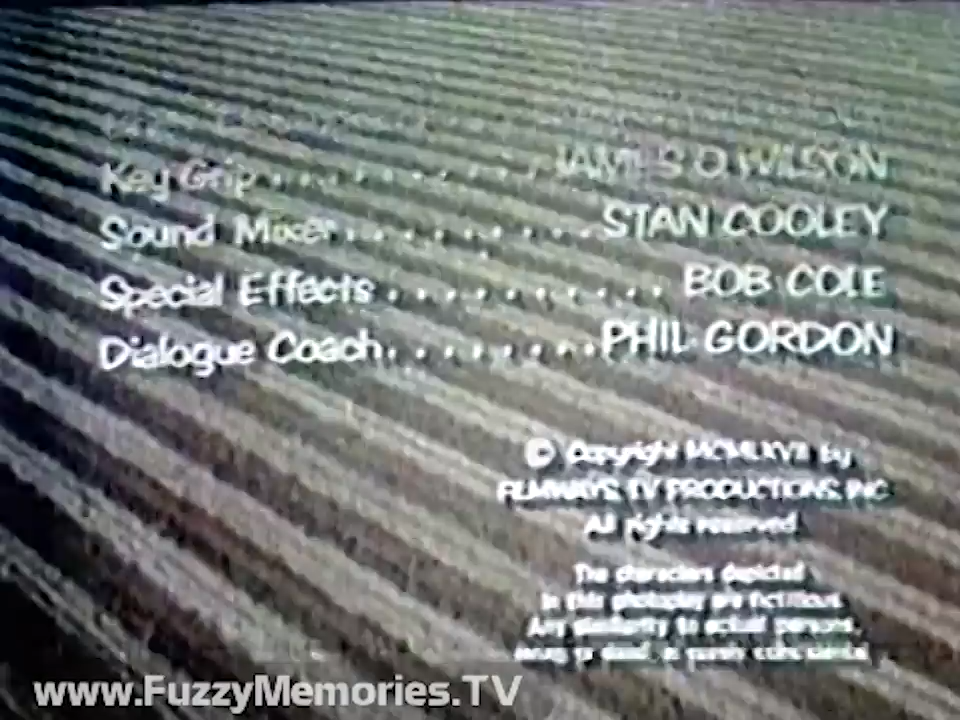 Key Grip.............JAMES O. WILSON
Sound Mixer..........STAN COOLEY
Special Effects...........BOB COLE
Dialogue Coach.........PHIL GORDON
© Copyright MCMLXVII by
FILMWAYS TV PRODUCTIONS, INC.
All rights reserved.
The characters depicted
in this photoplay are fictitious.
Any similarity to actual persons,
living or dead, is purely coincidental.
www.FuzzyMemories.TV